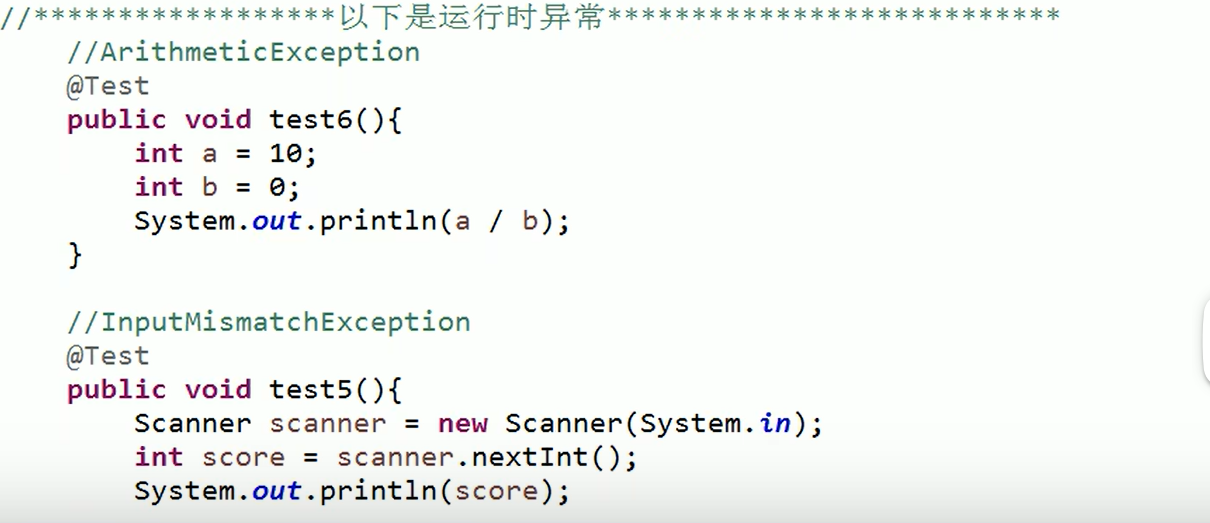 //******************以下是运行时异常***************************
//ArithmeticException
@Test
public void test6(){
int a = 10;
int b = 0;
System.out.println(a / b);
}
//InputMismatchException
@Test
public void test5(){
Scanner scanner = new Scanner(System.in);
int score = scanner.nextInt();
System.out.println(score);